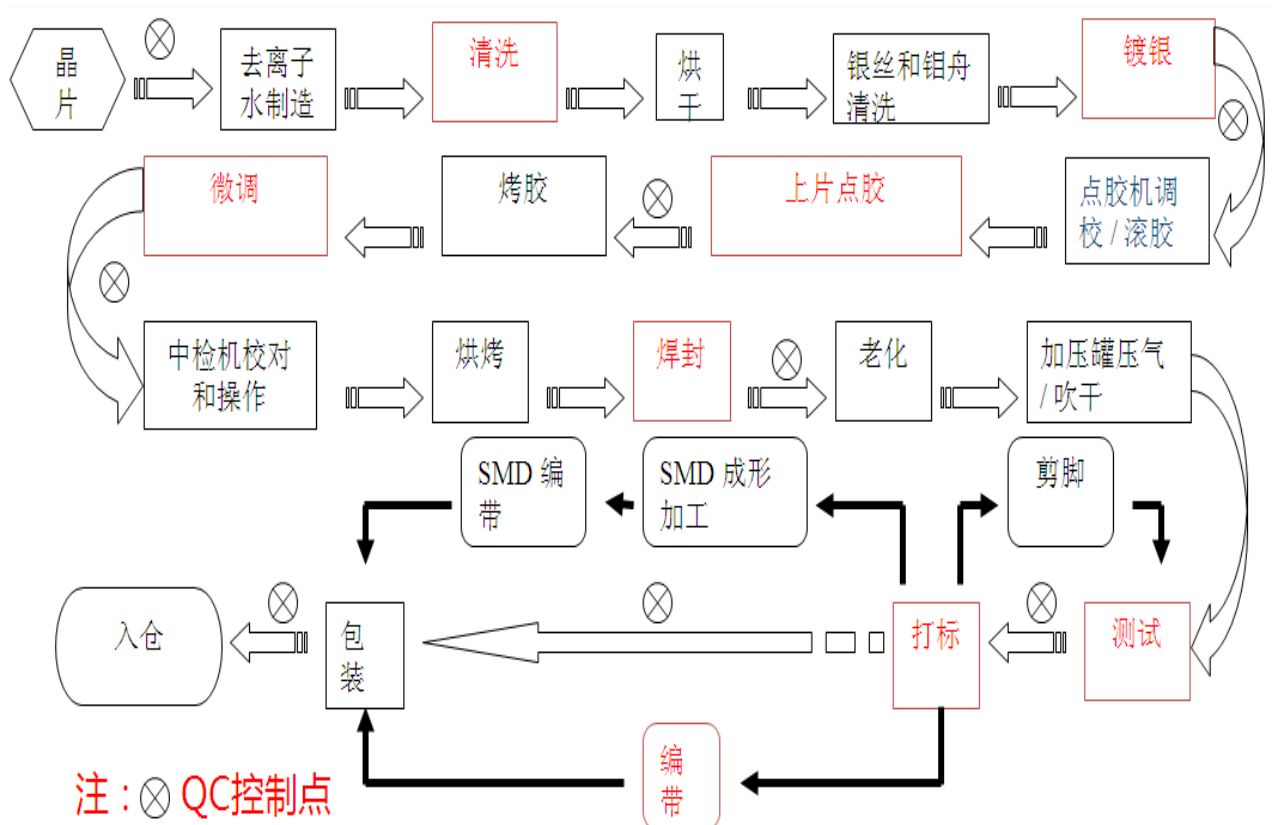 晶
片
去离子
水制造
清洗
烘
干
银丝和钼舟
清洗
镀银
微调
烤胶
上片点胶
点胶机调
校 / 滚胶
中检机校对
和操作
烘烤
焊封
老化
加压罐压气
/ 吹干
SMD 编
带
SMD 成形
加工
剪脚
入仓
包
装
打标
测试
编
带
注：⊗ QC控制点